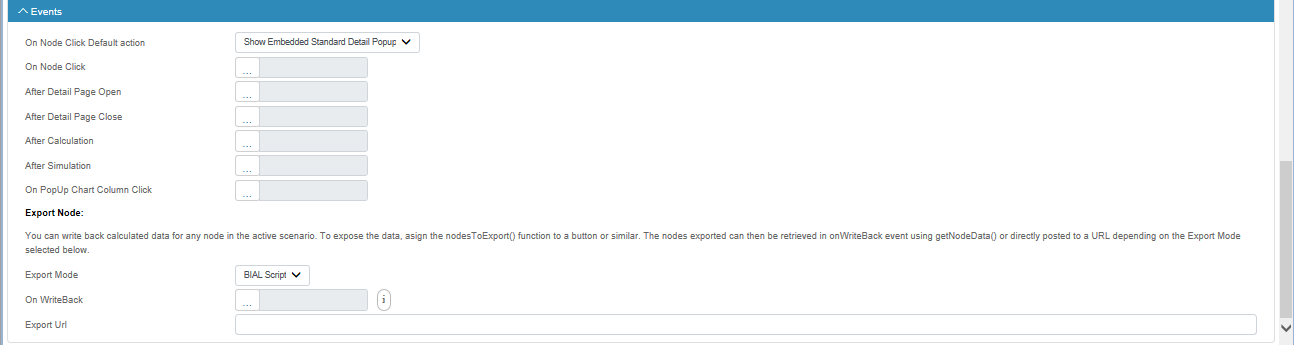 Events
On Node Click Default action Show Embedded Standard Detail Popup
On Node Click ...
After Detail Page Open ...
After Detail Page Close ...
After Calculation ...
After Simulation ...
On PopUp Chart Column Click ...
Export Node:
You can write back calculated data for any node in the active scenario. To expose the data, asign the nodesToExport() function to a button or similar. The nodes exported can then be retrieved in onWriteBack event using getNodeData() or directly posted to a URL depending on the Export Mode
selected below.
Export Mode BIAL Script
On WriteBack ... i
Export Url